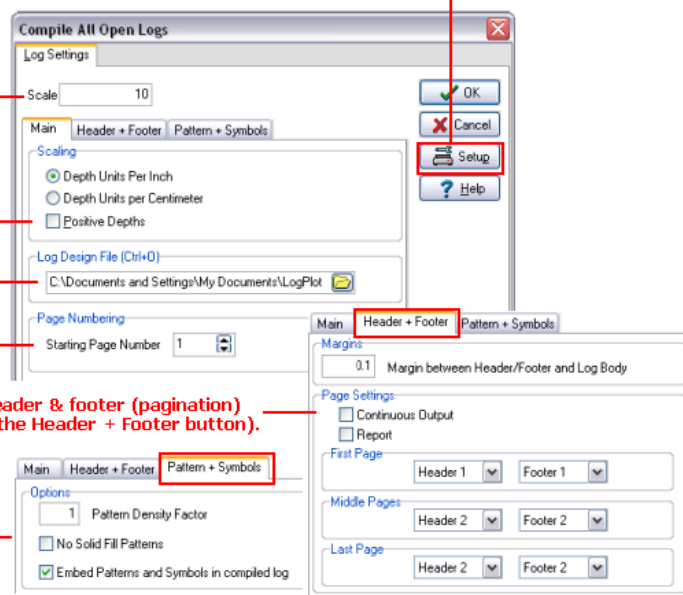 Compile All Open Logs
Log Settings
Scale 10
OK
Cancel
Setup
Help
Main Header + Footer Pattern + Symbols
Scaling
Depth Units Per Inch
Depth Units per Centimeter
Positive Depths
Log Design File (Ctrl+O)
C:\Documents and Settings\My Documents\LogPlot
Page Numbering
Starting Page Number 1
Main Header + Footer Pattern + Symbols
Margins
0.1 Margin between Header/Footer and Log Body
Page Settings
Continuous Output
Report
First Page
Header 1 Footer 1
Middle Pages
Header 2 Footer 2
Last Page
Header 2 Footer 2
eader & footer (pagination)
the Header + Footer button).
Main Header + Footer Pattern + Symbols
Options
1 Pattern Density Factor
No Solid Fill Patterns
Embed Patterns and Symbols in compiled log